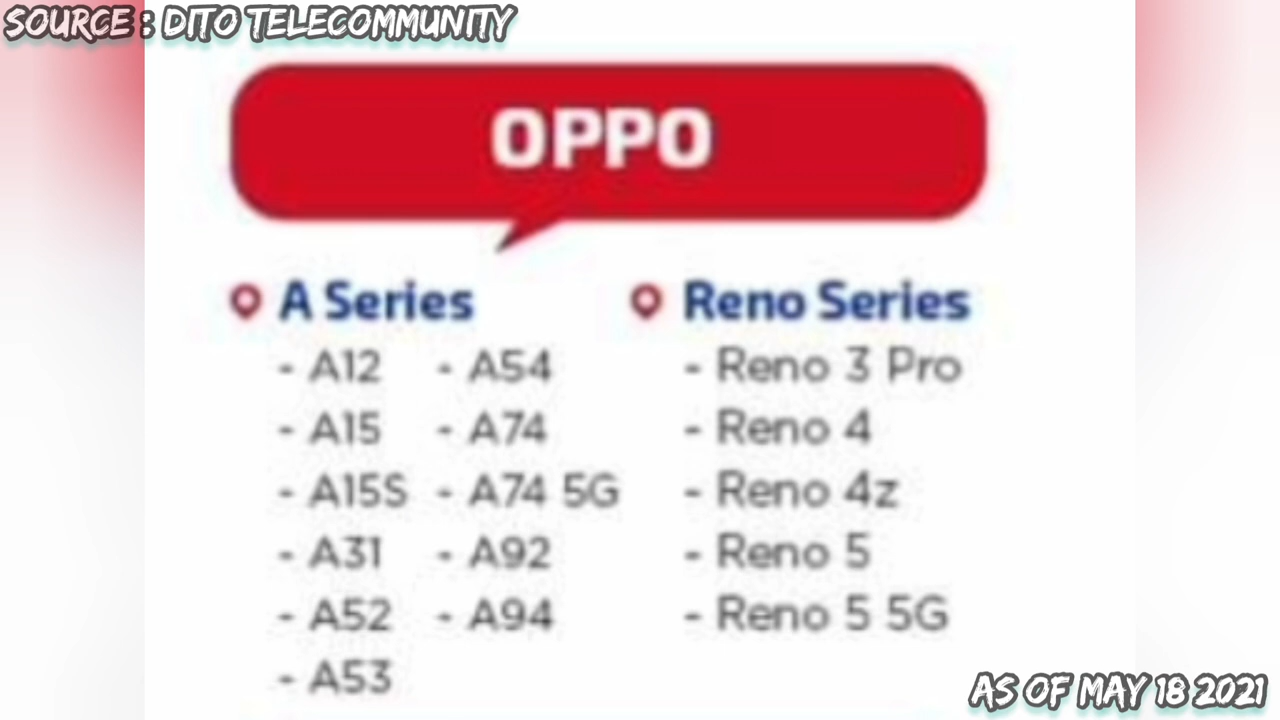 SOURCE : DITO TELECOMMUNITY
OPPO
A Series
- A12
- A15
- A15S
- A31
- A52
- A53
- A54
- A74
- A74 5G
- A92
- A94
Reno Series
- Reno 3 Pro
- Reno 4
- Reno 4z
- Reno 5
- Reno 5 5G
AS OF MAY 18 2021